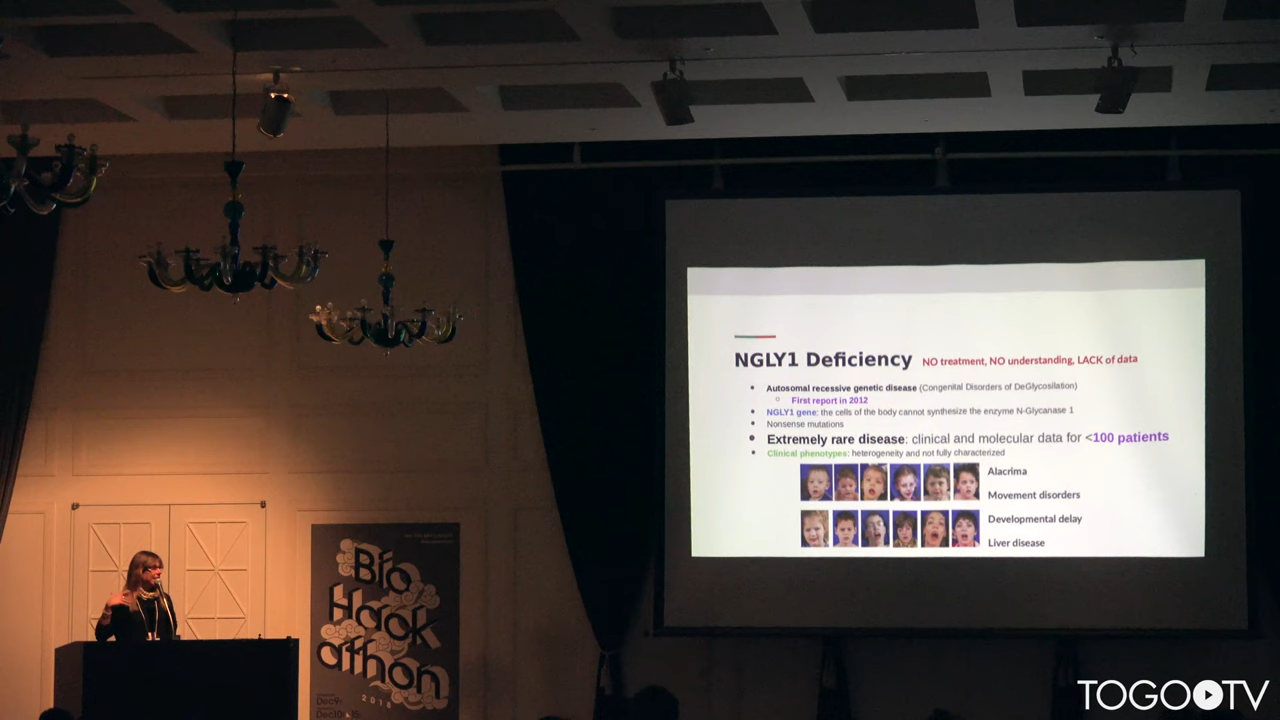 NGLY1 Deficiency NO treatment, NO understanding, LACK of data
Autosomal recessive genetic disease (Congenital Disorders of DeGlycosilation)
First report in 2012
NGLY1 gene: the cells of the body cannot synthesize the enzyme N-Glycanase 1
Nonsense mutations
Extremely rare disease: clinical and molecular data for <100 patients
Clinical phenotypes: heterogeneity and not fully characterized
Alacrima
Movement disorders
Developmental delay
Liver disease
Bio
Hack
athon
2018
TOGOTV